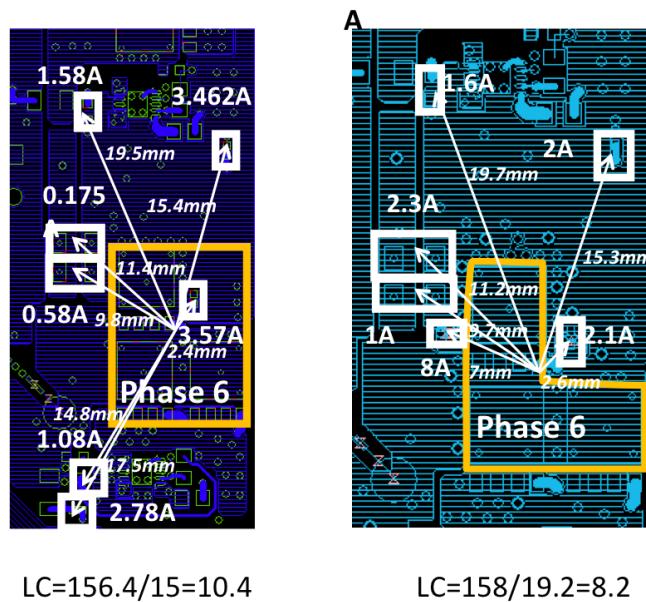 A
1.58A
3.462A
19.5mm
15.4mm
0.175
A
11.4mm
0.58A
9.8mm
3.57A
2.4mm
Phase 6
14.8mm
1.08A
17.5mm
2.78A
LC=156.4/15=10.4
1.6A
2A
19.7mm
2.3A
15.3mm
11.2mm
1A
9.7mm
2.1A
8A
7mm
2.6mm
Phase 6
LC=158/19.2=8.2